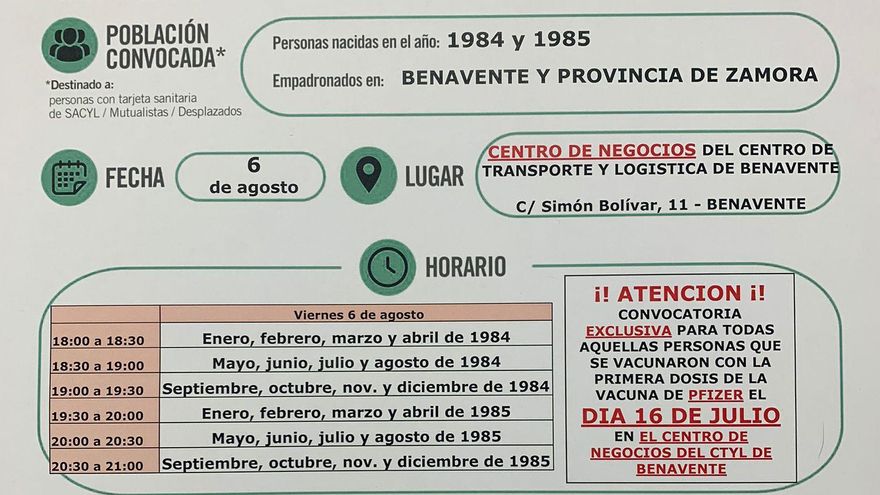 POBLACIÓN
CONVOCADA*
*Destinado a:
personas con tarjeta sanitaria
de SACYL / Mutualistas / Desplazados
Personas nacidas en el año: 1984 y 1985
Empadronados en: BENAVENTE Y PROVINCIA DE ZAMORA
FECHA
6
de agosto
LUGAR
CENTRO DE NEGOCIOS DEL CENTRO DE
TRANSPORTE Y LOGISTICA DE BENAVENTE
C/ Simón Bolívar, 11 - BENAVENTE
HORARIO
Viernes 6 de agosto
18:00 a 18:30 Enero, febrero, marzo y abril de 1984
18:30 a 19:00 Mayo, junio, julio y agosto de 1984
19:00 a 19:30 Septiembre, octubre, nov. y diciembre de 1984
19:30 a 20:00 Enero, febrero, marzo y abril de 1985
20:00 a 20:30 Mayo, junio, julio y agosto de 1985
20:30 a 21:00 Septiembre, octubre, nov. y diciembre de 1985
¡! ATENCION ¡!
CONVOCATORIA
EXCLUSIVA PARA TODAS
AQUELLAS PERSONAS QUE
SE VACUNARON CON LA
PRIMERA DOSIS DE LA
VACUNA DE PFIZER EL
DIA 16 DE JULIO
EN EL CENTRO DE
NEGOCIOS DEL CTYL DE
BENAVENTE